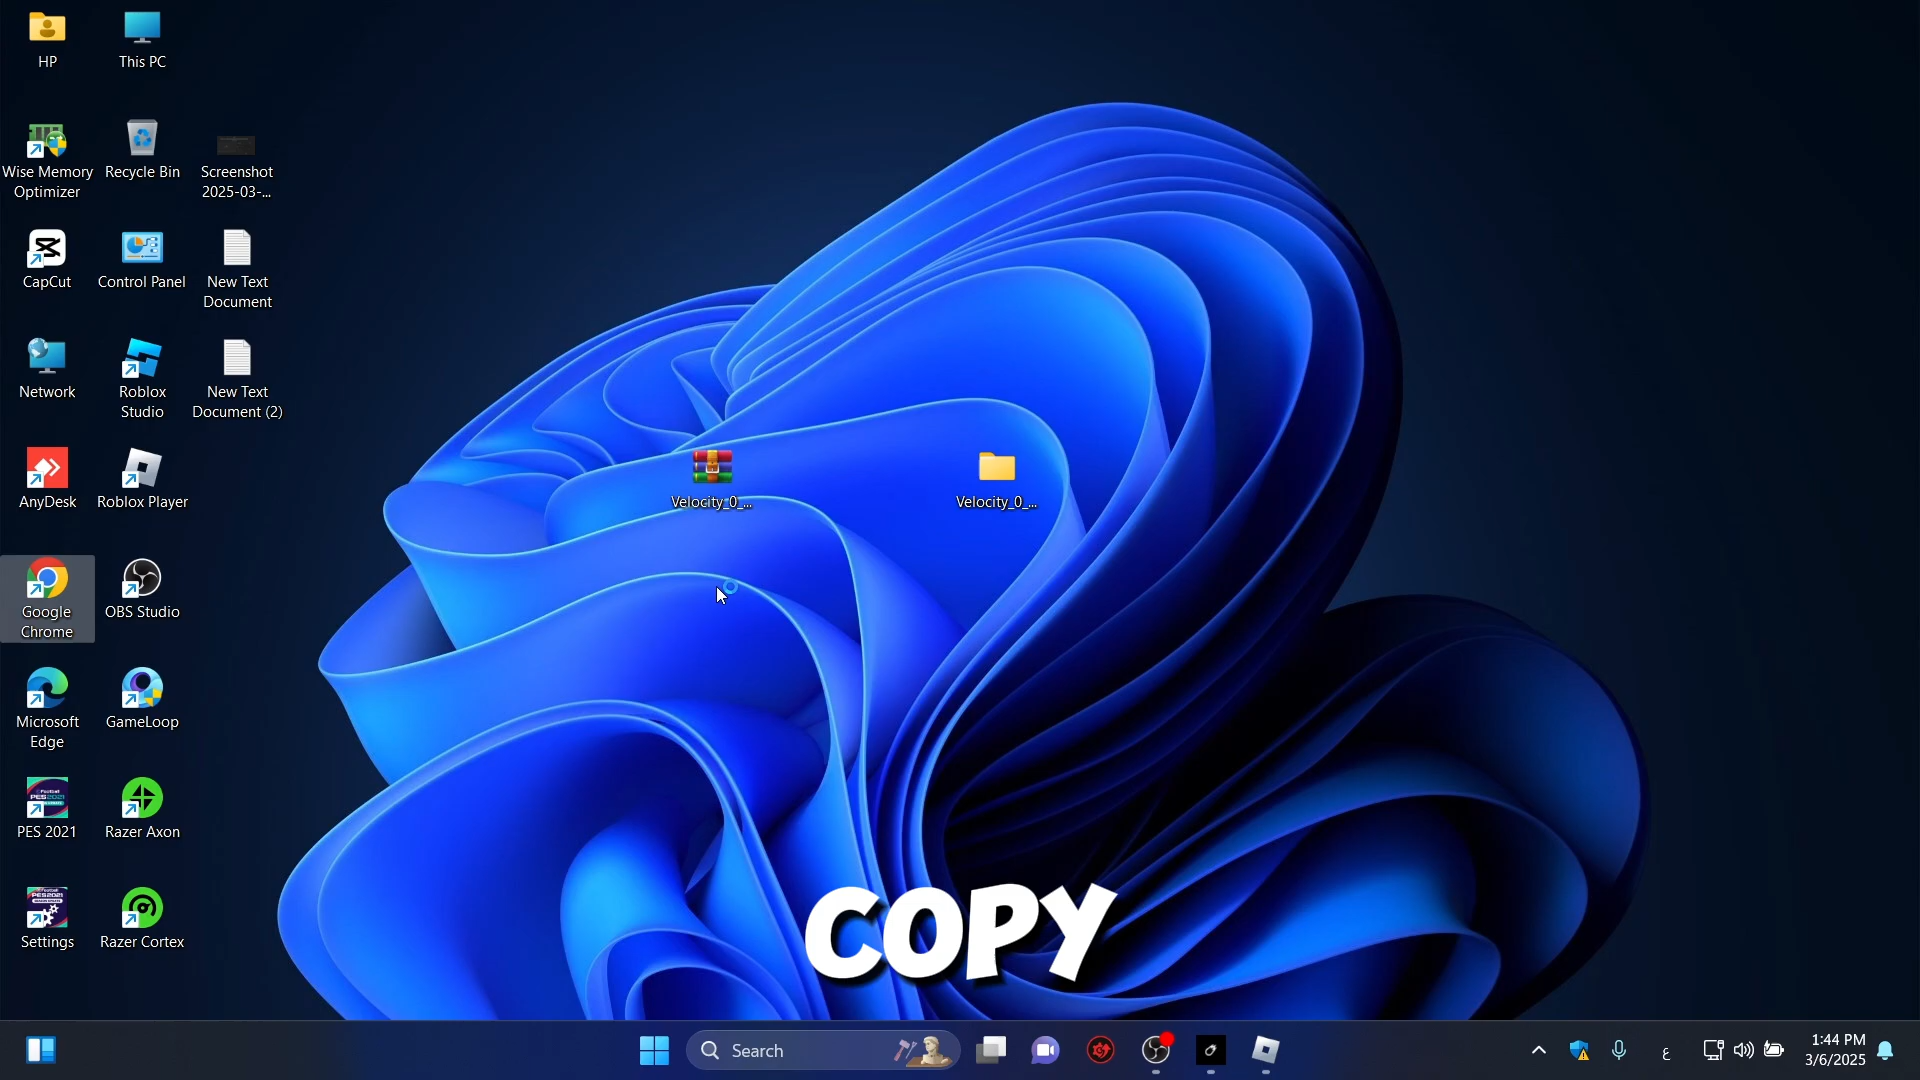 HP
This PC
Wise Memory
Optimizer
Recycle Bin
Screenshot
2025-03-...
CapCut
Control Panel
New Text
Document
Network
Roblox
Studio
New Text
Document (2)
AnyDesk
Roblox Player
Velocity_0_...
Velocity_0_...
Google
Chrome
OBS Studio
Microsoft
Edge
GameLoop
PES 2021
Razer Axon
Settings
Razer Cortex
COPY
Search
ع
1:44 PM
3/6/2025